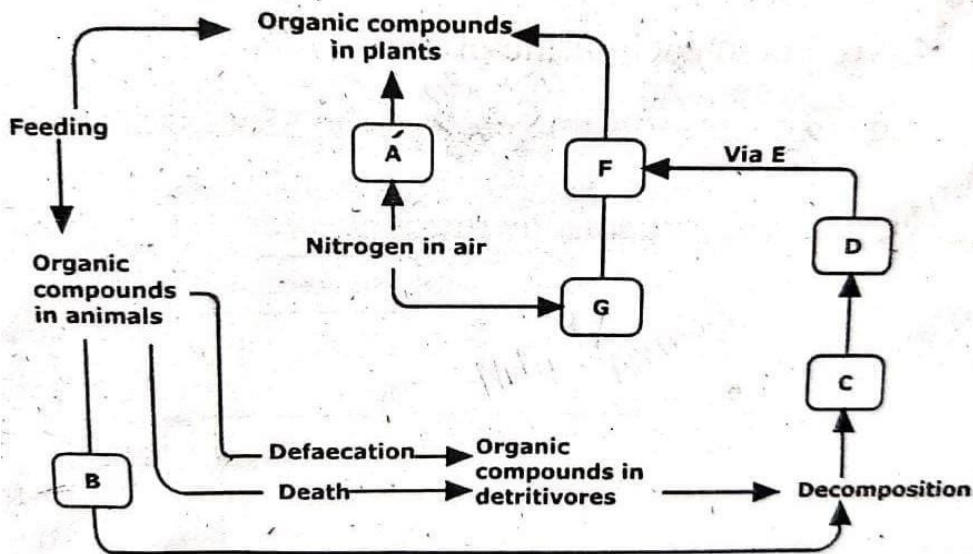 Organic compounds
in plants
Feeding
A
F
Via E
D
Nitrogen in air
Organic
compounds
in animals
G
C
B
Defaecation
Organic
compounds in
detritivores
Death
Decomposition